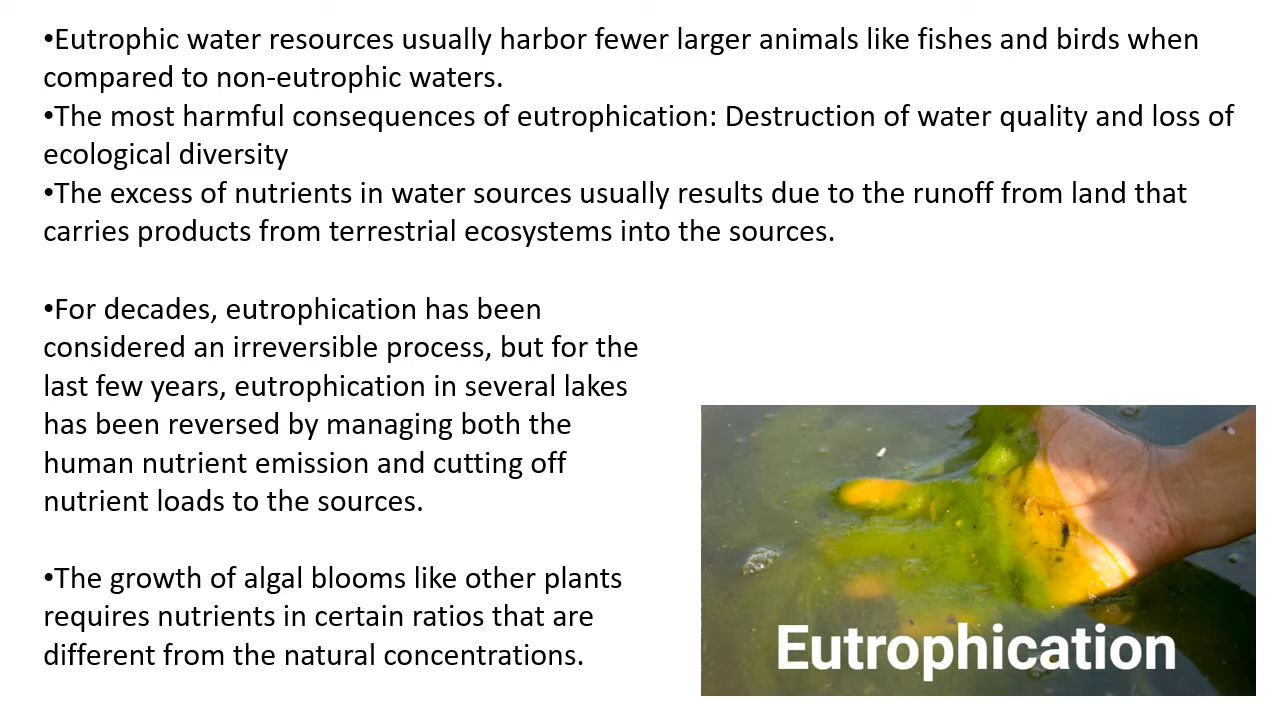 •Eutrophic water resources usually harbor fewer larger animals like fishes and birds when
compared to non-eutrophic waters.
•The most harmful consequences of eutrophication: Destruction of water quality and loss of
ecological diversity
•The excess of nutrients in water sources usually results due to the runoff from land that
carries products from terrestrial ecosystems into the sources.
•For decades, eutrophication has been
considered an irreversible process, but for the
last few years, eutrophication in several lakes
has been reversed by managing both the
human nutrient emission and cutting off
nutrient loads to the sources.
•The growth of algal blooms like other plants
requires nutrients in certain ratios that are
different from the natural concentrations.
Eutrophication